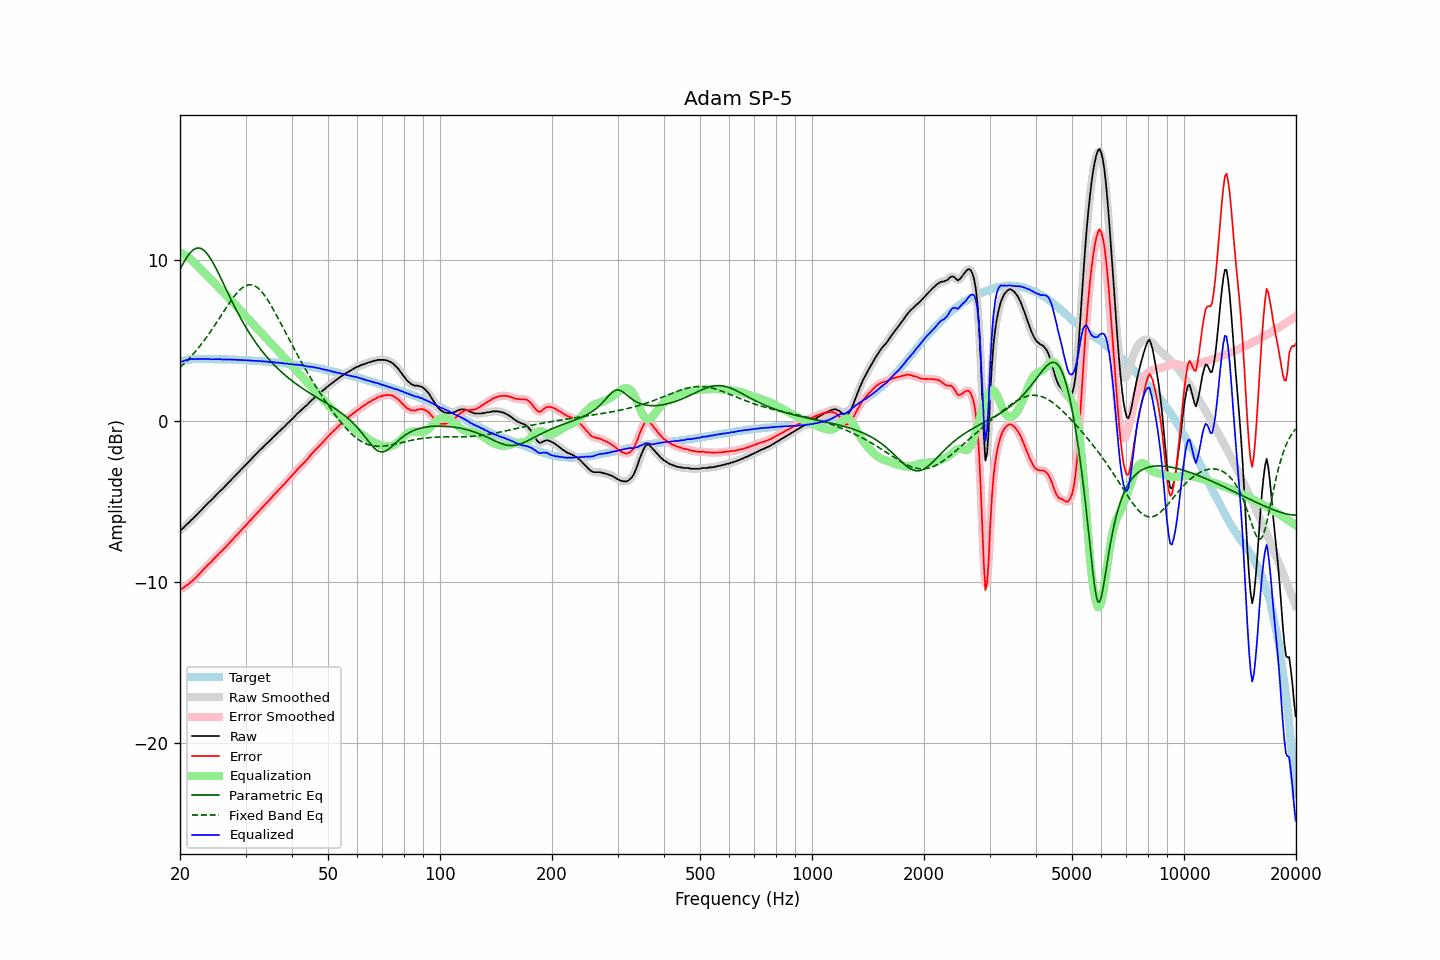 Adam SP-5
Amplitude (dBr)
10
0
−10
−20
Target
Raw Smoothed
Error Smoothed
Raw
Error
Equalization
Parametric Eq
Fixed Band Eq
Equalized
20 50 100 200 500 1000 2000 5000 10000 20000
Frequency (Hz)